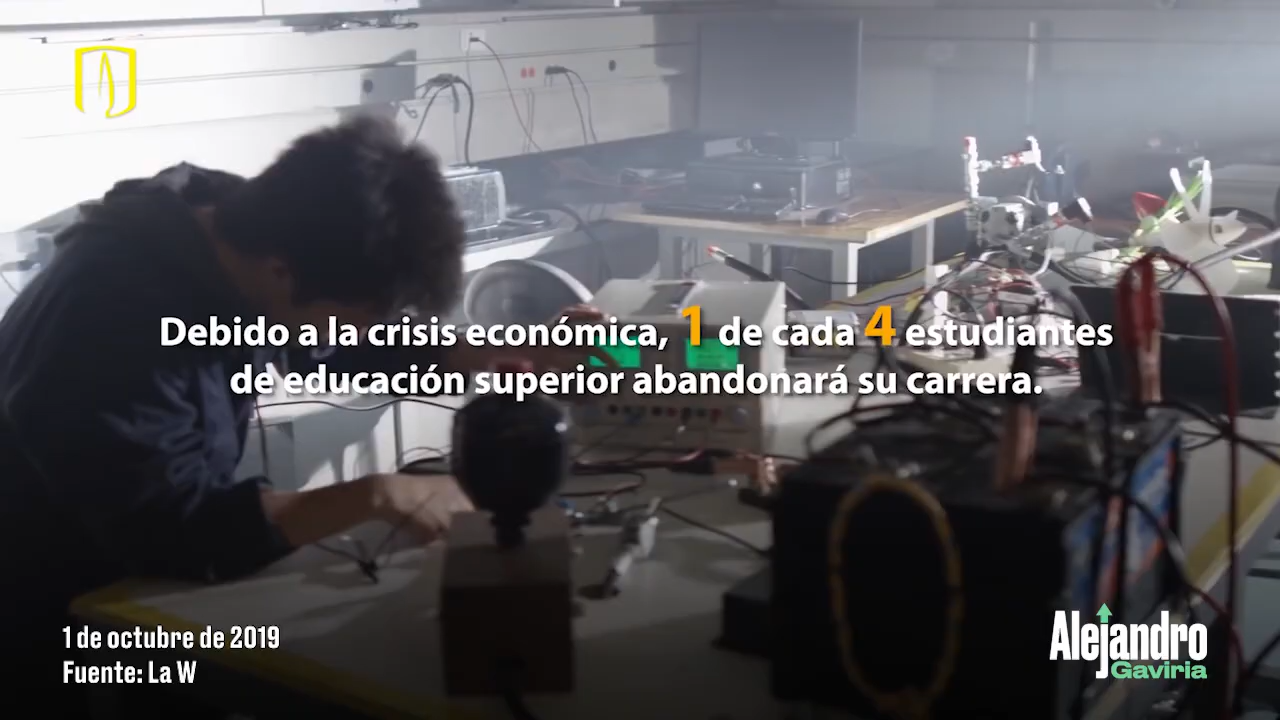 Debido a la crisis económica, 1 de cada 4 estudiantes
de educación superior abandonará su carrera.
1 de octubre de 2019
Fuente: La W
Alejandro
Gaviria